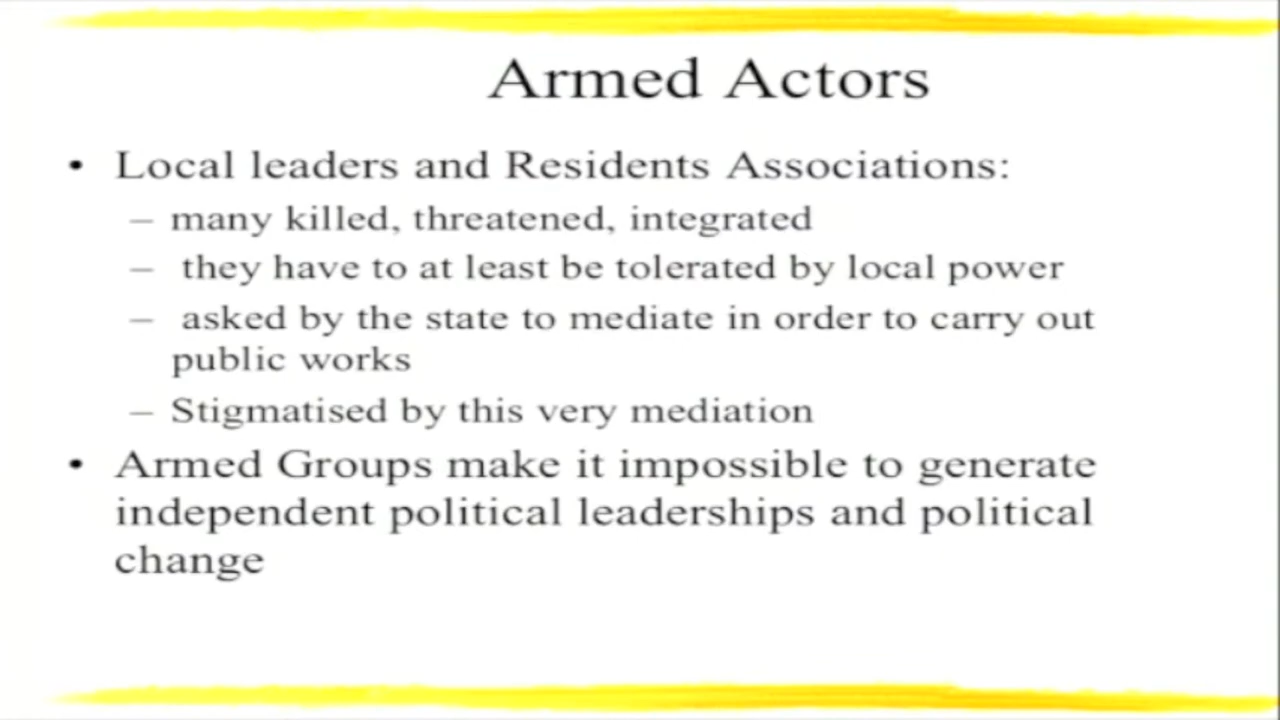 Armed Actors
• Local leaders and Residents Associations:
– many killed, threatened, integrated
– they have to at least be tolerated by local power
– asked by the state to mediate in order to carry out
public works
– Stigmatised by this very mediation
• Armed Groups make it impossible to generate
independent political leaderships and political
change